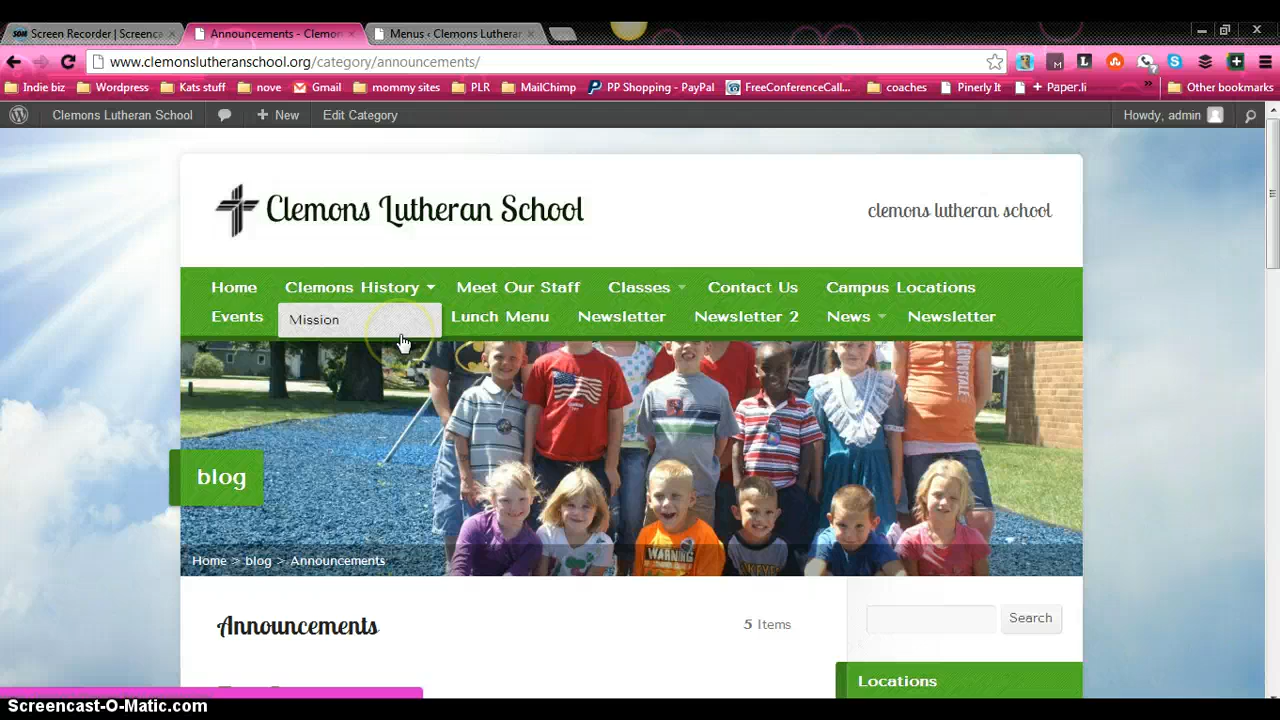 Screen Recorder | Screenca
Announcements - Clemon
Menus ‹ Clemons Lutheran
www.clemonslutheranschool.org/category/announcements/
Indie biz Wordpress Kats stuff nove Gmail mommy sites PLR MailChimp PP Shopping - PayPal FreeConferenceCall... coaches Pinerly It + Paper.li » Other bookmarks
Clemons Lutheran School + New Edit Category Howdy, admin
Clemons Lutheran School
clemons lutheran school
Home Clemons History Meet Our Staff Classes Contact Us Campus Locations
Events Mission Lunch Menu Newsletter Newsletter 2 News Newsletter
WARNING
blog
Home > blog > Announcements
Announcements
5 Items
Search
Locations
Screencast-O-Matic.com